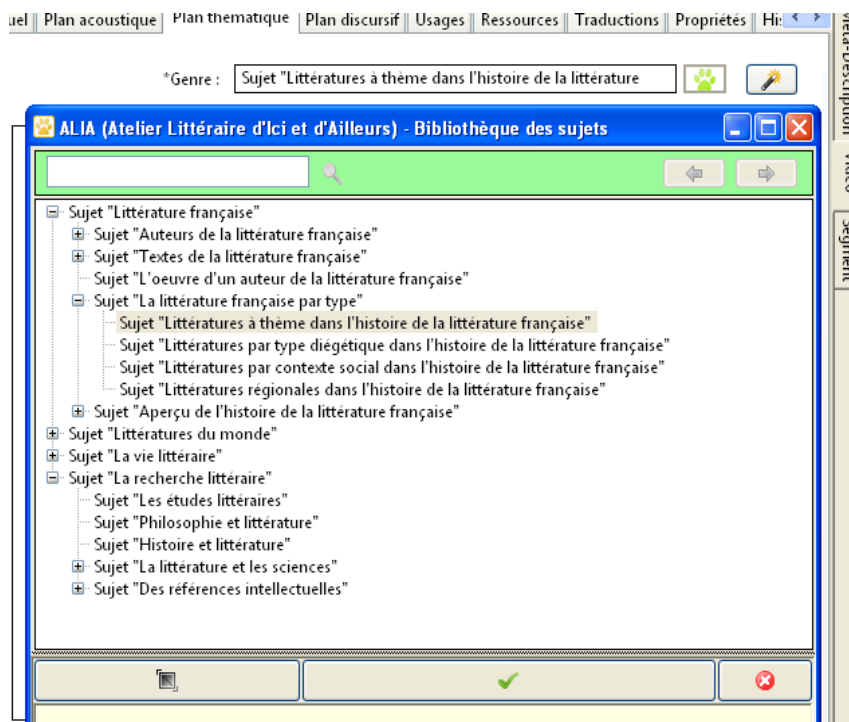 uel Plan acoustique Plan thématique Plan discursif Usages Ressources Traductions Propriétés His
*Genre : Sujet "Littératures à thème dans l'histoire de la littérature
Meta-Description
Video
Segment
ALIA (Atelier Littéraire d'Ici et d'Ailleurs) - Bibliothèque des sujets
Sujet "Littérature française"
Sujet "Auteurs de la littérature française"
Sujet "Textes de la littérature française"
Sujet "L'oeuvre d'un auteur de la littérature française"
Sujet "La littérature française par type"
Sujet "Littératures à thème dans l'histoire de la littérature française"
Sujet "Littératures par type diégétique dans l'histoire de la littérature française"
Sujet "Littératures par contexte social dans l'histoire de la littérature française"
Sujet "Littératures régionales dans l'histoire de la littérature française"
Sujet "Aperçu de l'histoire de la littérature française"
Sujet "Littératures du monde"
Sujet "La vie littéraire"
Sujet "La recherche littéraire"
Sujet "Les études littéraires"
Sujet "Philosophie et littérature"
Sujet "Histoire et littérature"
Sujet "La littérature et les sciences"
Sujet "Des références intellectuelles"